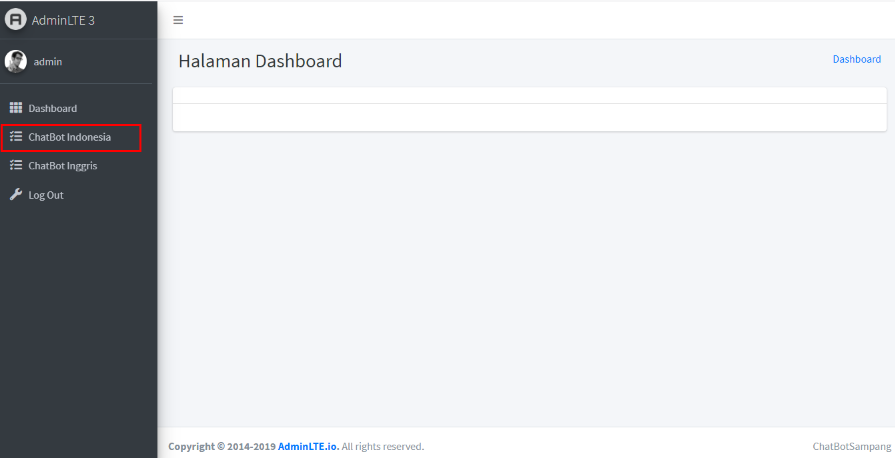 AdminLTE 3
admin
Halaman Dashboard
Dashboard
Dashboard
ChatBot Indonesia
ChatBot Inggris
Log Out
Copyright © 2014-2019 AdminLTE.io. All rights reserved.
ChatBotSampang